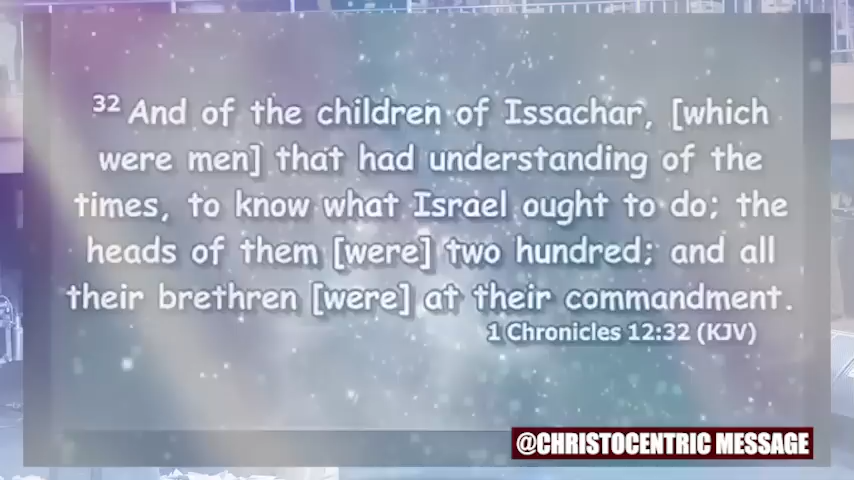 32 And of the children of Issachar, [which
were men] that had understanding of the
times, to know what Israel ought to do; the
heads of them [were] two hundred; and all
their brethren [were] at their commandment.
1 Chronicles 12:32 (KJV)
@CHRISTOCENTRIC MESSAGE